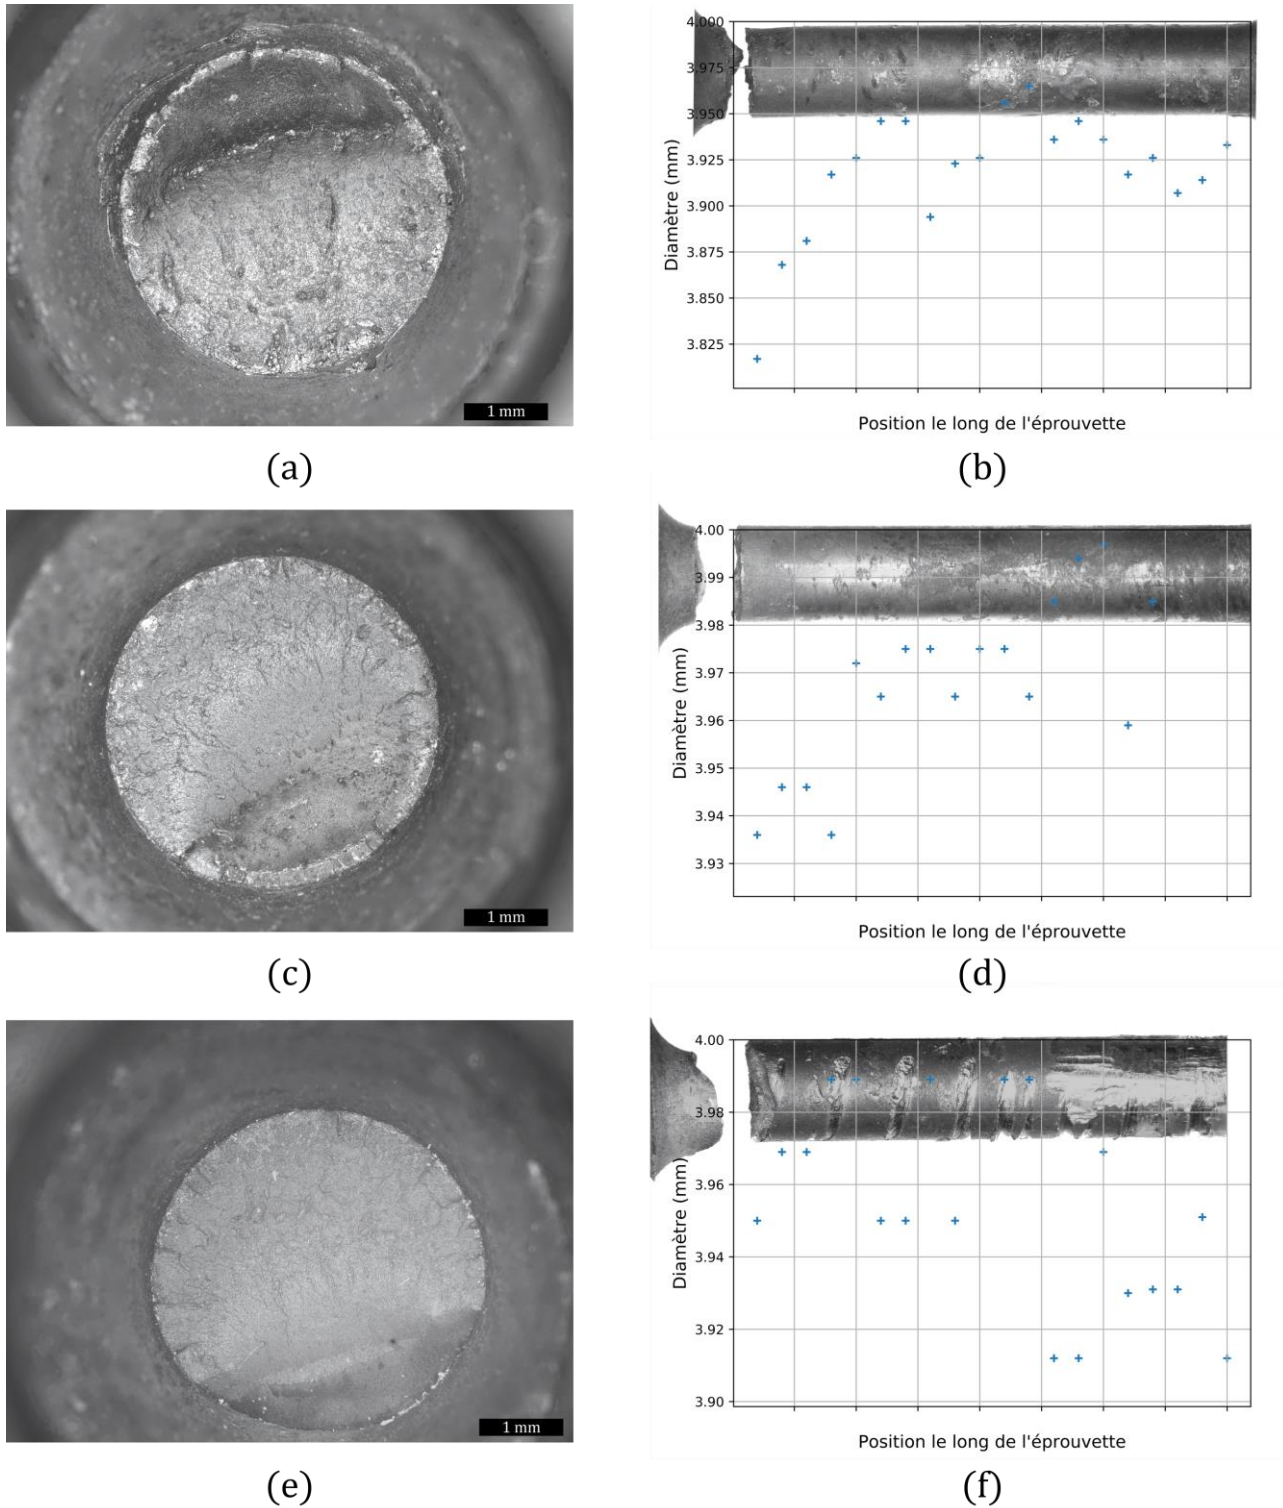 1 mm
(a)
4.000
3.975
3.950
3.925
3.900
3.875
3.850
3.825
Diamètre (mm)
Position le long de l'éprouvette
(b)
1 mm
(c)
4.00
3.99
3.98
3.97
3.96
3.95
3.94
3.93
Diamètre (mm)
Position le long de l'éprouvette
(d)
1 mm
(e)
4.00
3.98
3.96
3.94
3.92
3.90
Diamètre (mm)
Position le long de l'éprouvette
(f)